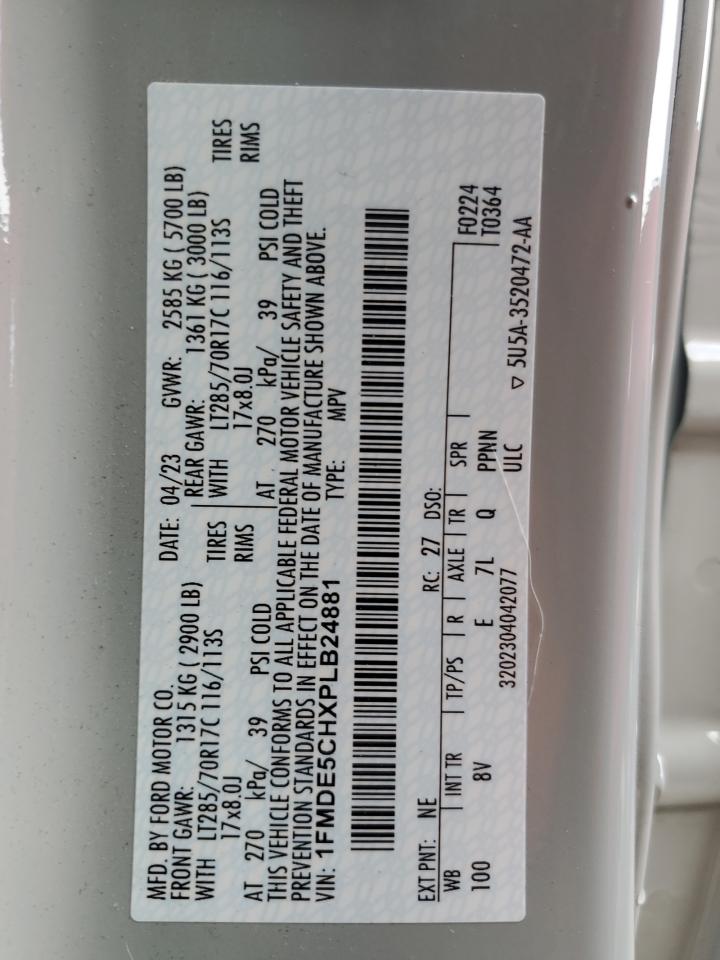 MFD. BY FORD MOTOR CO.
DATE: 04/23 GVWR: 2585 KG ( 5700 LB)
FRONT GAWR: 1315 KG ( 2900 LB) REAR GAWR: 1361 KG ( 3000 LB)
WITH LT285/70R17C 116/113S TIRES WITH LT285/70R17C 116/113S TIRES
17x8.0J RIMS 17x8.0J RIMS
AT 270 kPa/ 39 PSI COLD AT 270 kPa/ 39 PSI COLD
THIS VEHICLE CONFORMS TO ALL APPLICABLE FEDERAL MOTOR VEHICLE SAFETY AND THEFT
PREVENTION STANDARDS IN EFFECT ON THE DATE OF MANUFACTURE SHOWN ABOVE.
VIN: 1FMDE5CHXPLB24881 TYPE: MPV
EXT PNT: NE RC: 27 DSO: F0224
WB INT TR TP/PS R AXLE TR SPR T0364
100 8V E 7L Q PPNN
3202304042077 ULC ▽ 5U5A-3520472-AA